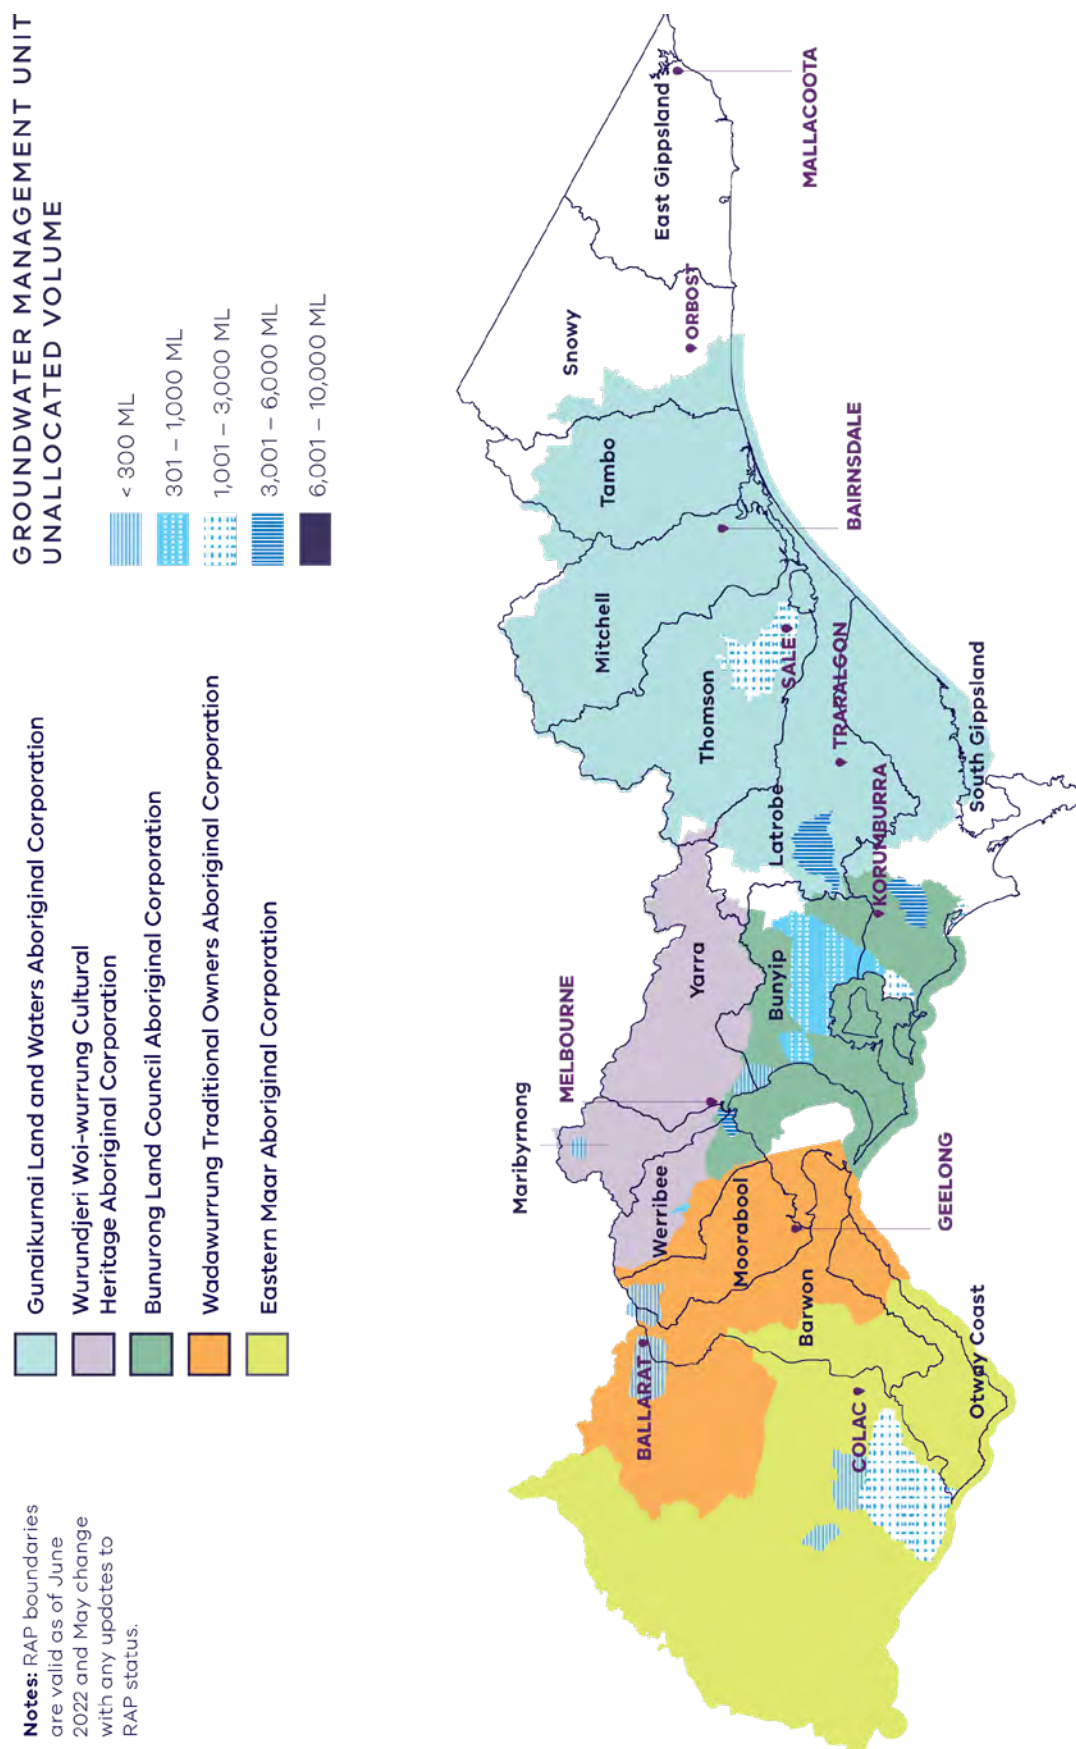 Notes: RAP boundaries
are valid as of June
2022 and May change
with any updates to
RAP status.
Gunaikurnai Land and Waters Aboriginal Corporation
Wurundjeri Woi-wurrung Cultural
Heritage Aboriginal Corporation
Bunurong Land Council Aboriginal Corporation
Wadawurrung Traditional Owners Aboriginal Corporation
Eastern Maar Aboriginal Corporation
GROUNDWATER MANAGEMENT UNIT
UNALLOCATED VOLUME
< 300 ML
301 – 1,000 ML
1,001 – 3,000 ML
3,001 – 6,000 ML
6,001 – 10,000 ML
Maribyrnong
MELBOURNE
Snowy
Mitchell
Tambo
BALLARAT
Werribee
Yarra
Thomson
East Gippsland
ORBOST
Moorabool
Bunyip
Latrobe
SALE
Barwon
MALLACOOTA
COLAC
TRARALGON
BAIRNSDALE
KORUMBURRA
GEELONG
Otway Coast
South Gippsland